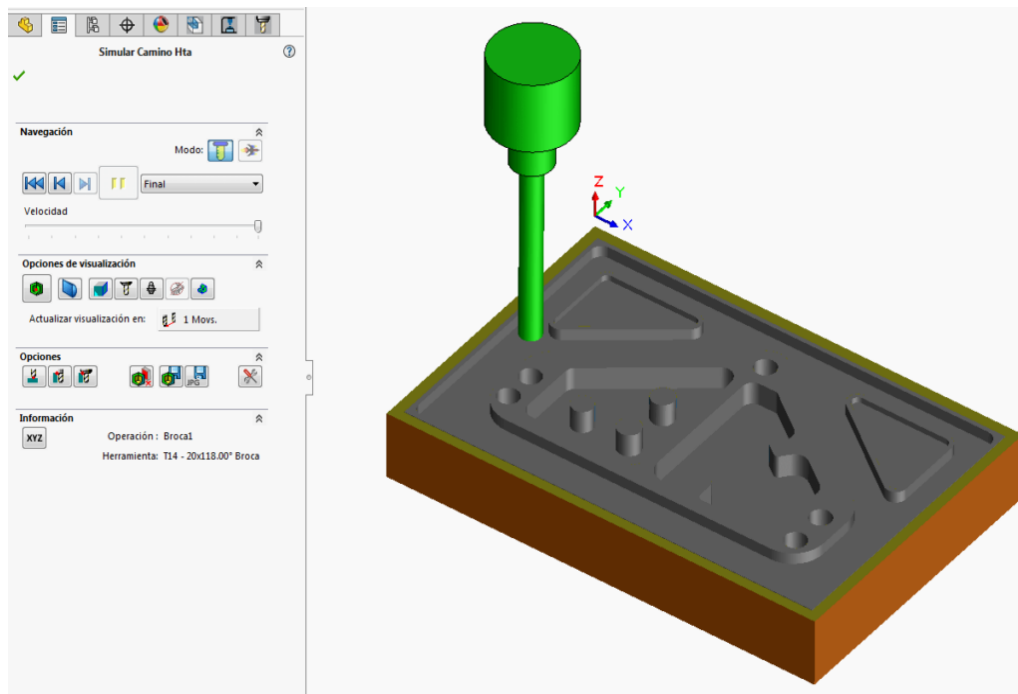 Simular Camino Hta
Navegación
Modo:
Final
Velocidad
Opciones de visualización
Actualizar visualización en: 1 Movs.
Opciones
JPG
Información
XYZ
Operación : Broca1
Herramienta: T14 - 20x118.00° Broca
Z
Y
X